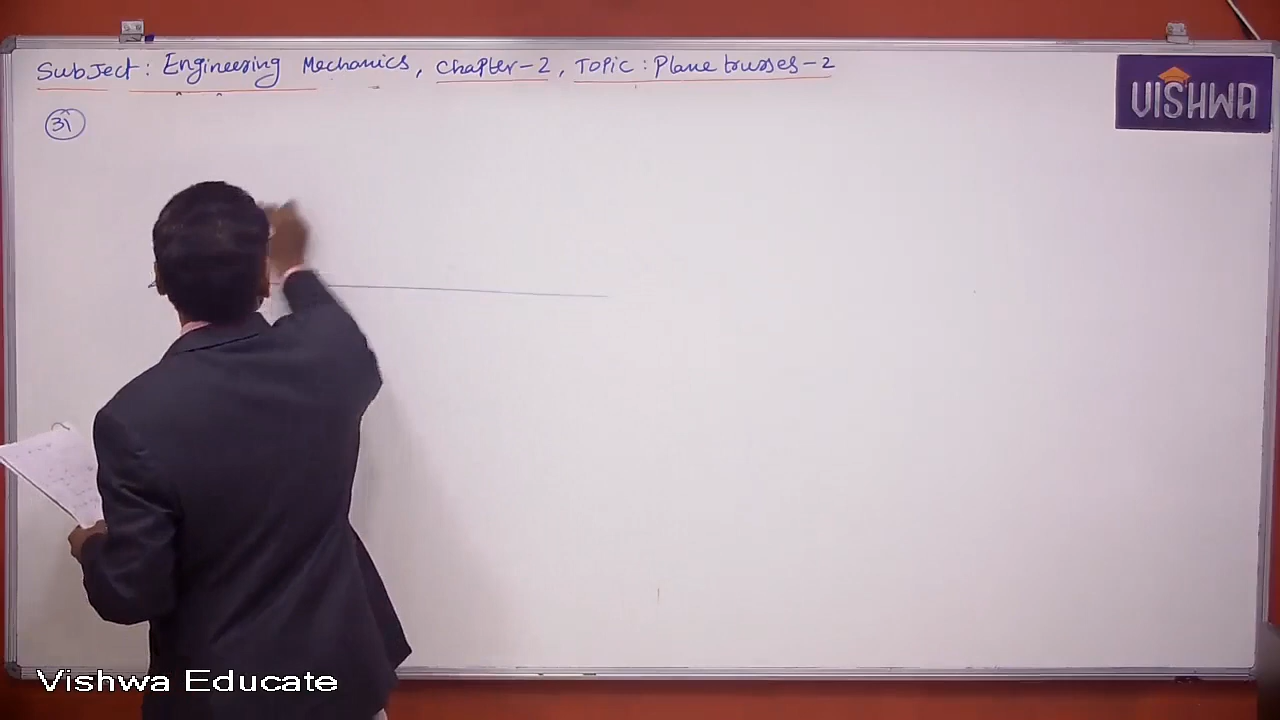 Subject: Engineering Mechanics, Chapter-2, Topic: Plane trusses-2
VISHWA
31
Vishwa Educate